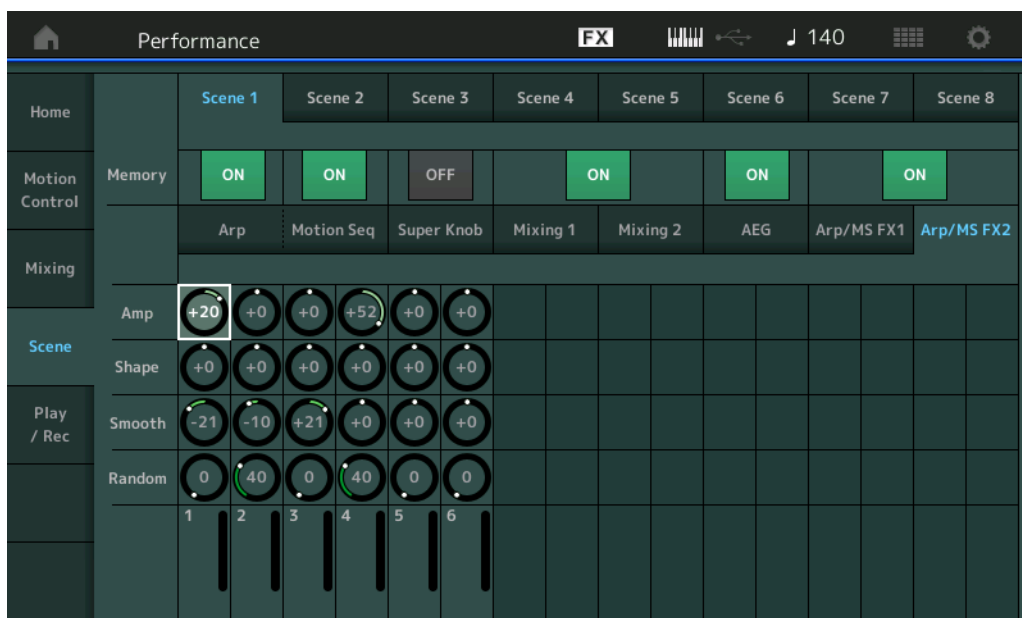 Performance FX ♩ 140
Home
Motion
Control
Mixing
Scene
Play
/ Rec
Scene 1 Scene 2 Scene 3 Scene 4 Scene 5 Scene 6 Scene 7 Scene 8
Memory ON ON OFF ON ON ON
Arp Motion Seq Super Knob Mixing 1 Mixing 2 AEG Arp/MS FX1 Arp/MS FX2
Amp +20 +0 +0 +52 +0 +0
Shape +0 +0 +0 +0 +0 +0
Smooth -21 -10 +21 +0 +0 +0
Random 0 40 0 40 0 0
1 2 3 4 5 6